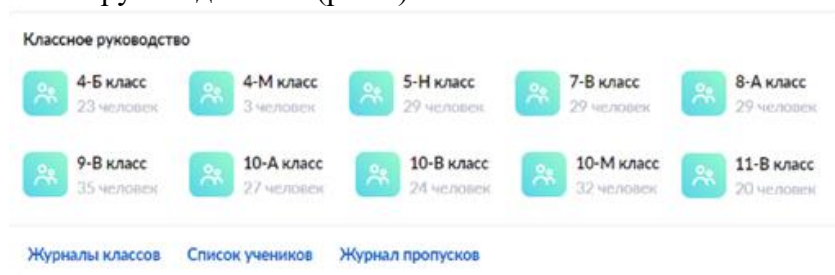 Классное руководство
4-Б класс 4-М класс 5-Н класс 7-В класс 8-А класс
23 человек 3 человек 29 человек 29 человек 29 человек
9-В класс 10-А класс 10-В класс 10-М класс 11-В класс
35 человек 27 человек 24 человек 32 человек 20 человек
Журналы классов Список учеников Журнал пропусков